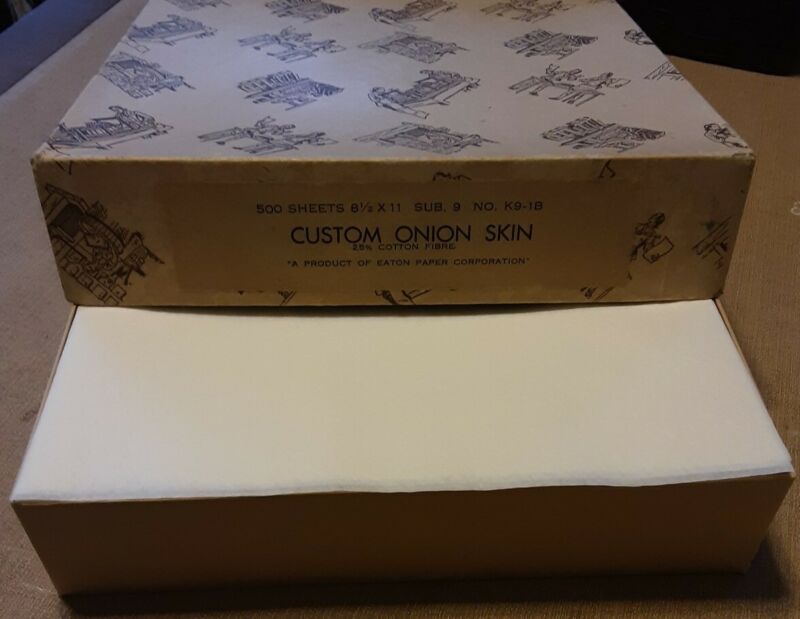 500 SHEETS 8½ X 11 SUB. 9 NO. K9-1B
CUSTOM ONION SKIN
25% COTTON FIBRE
"A PRODUCT OF EATON PAPER CORPORATION"